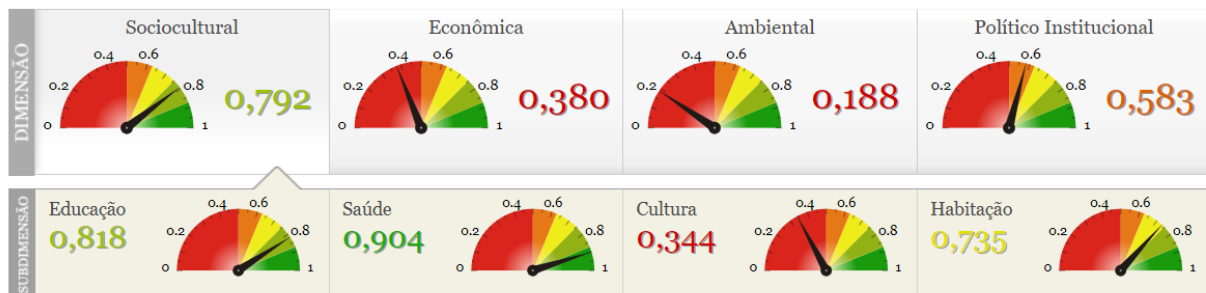 DIMENSÃO
Sociocultural
0 0.2 0.4 0.6 0.8 1
0,792
Econômica
0 0.2 0.4 0.6 0.8 1
0,380
Ambiental
0 0.2 0.4 0.6 0.8 1
0,188
Político Institucional
0 0.2 0.4 0.6 0.8 1
0,583
SUBDIMENSÃO
Educação
0,818
0 0.2 0.4 0.6 0.8 1
Saúde
0,904
0 0.2 0.4 0.6 0.8 1
Cultura
0,344
0 0.2 0.4 0.6 0.8 1
Habitação
0,735
0 0.2 0.4 0.6 0.8 1